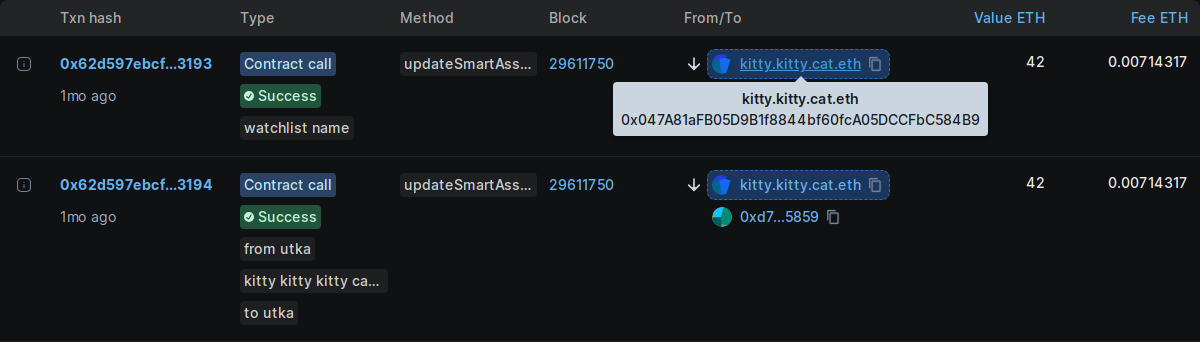 Txn hash Type Method Block From/To Value ETH Fee ETH
0x62d597ebcf...3193 Contract call updateSmartAss... 29611750 kitty.kitty.cat.eth 42 0.00714317
1mo ago Success kitty.kitty.cat.eth
0x047A81aFB05D9B1f8844bf60fcA05DCCFbC584B9
watchlist name
0x62d597ebcf...3194 Contract call updateSmartAss... 29611750 kitty.kitty.cat.eth 42 0.00714317
1mo ago Success 0xd7...5859
from utka
kitty kitty kitty ca...
to utka